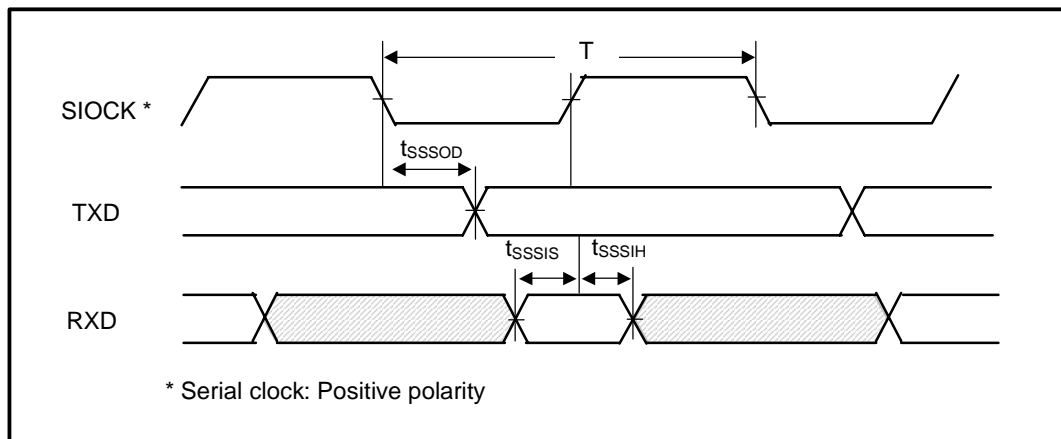 T
SIOCK *
tSSSOD
TXD
tSSSIS tSSSIH
RXD
* Serial clock: Positive polarity